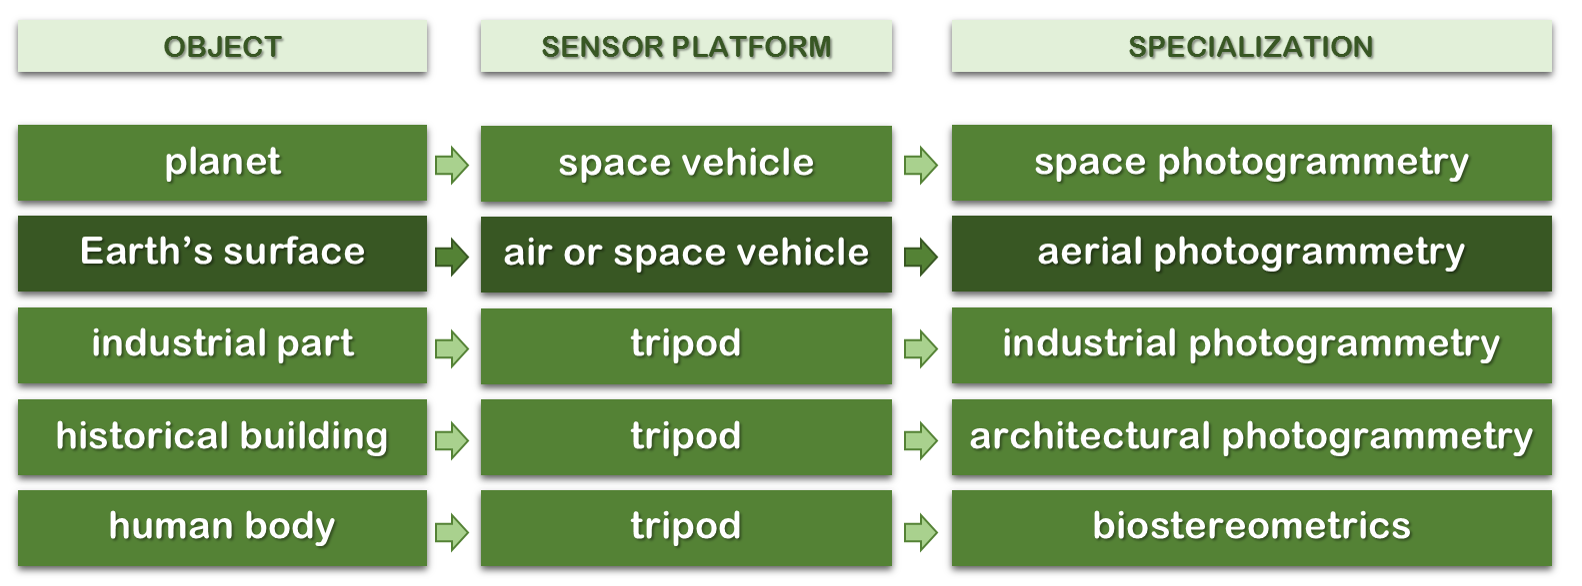 OBJECT SENSOR PLATFORM SPECIALIZATION
planet space vehicle space photogrammetry
Earth’s surface air or space vehicle aerial photogrammetry
industrial part tripod industrial photogrammetry
historical building tripod architectural photogrammetry
human body tripod biostereometrics